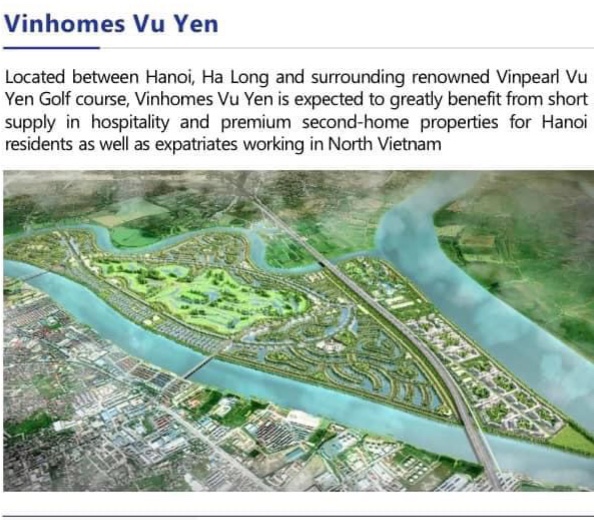 Vinhomes Vu Yen
Located between Hanoi, Ha Long and surrounding renowned Vinpearl Vu
Yen Golf course, Vinhomes Vu Yen is expected to greatly benefit from short
supply in hospitality and premium second-home properties for Hanoi
residents as well as expatriates working in North Vietnam